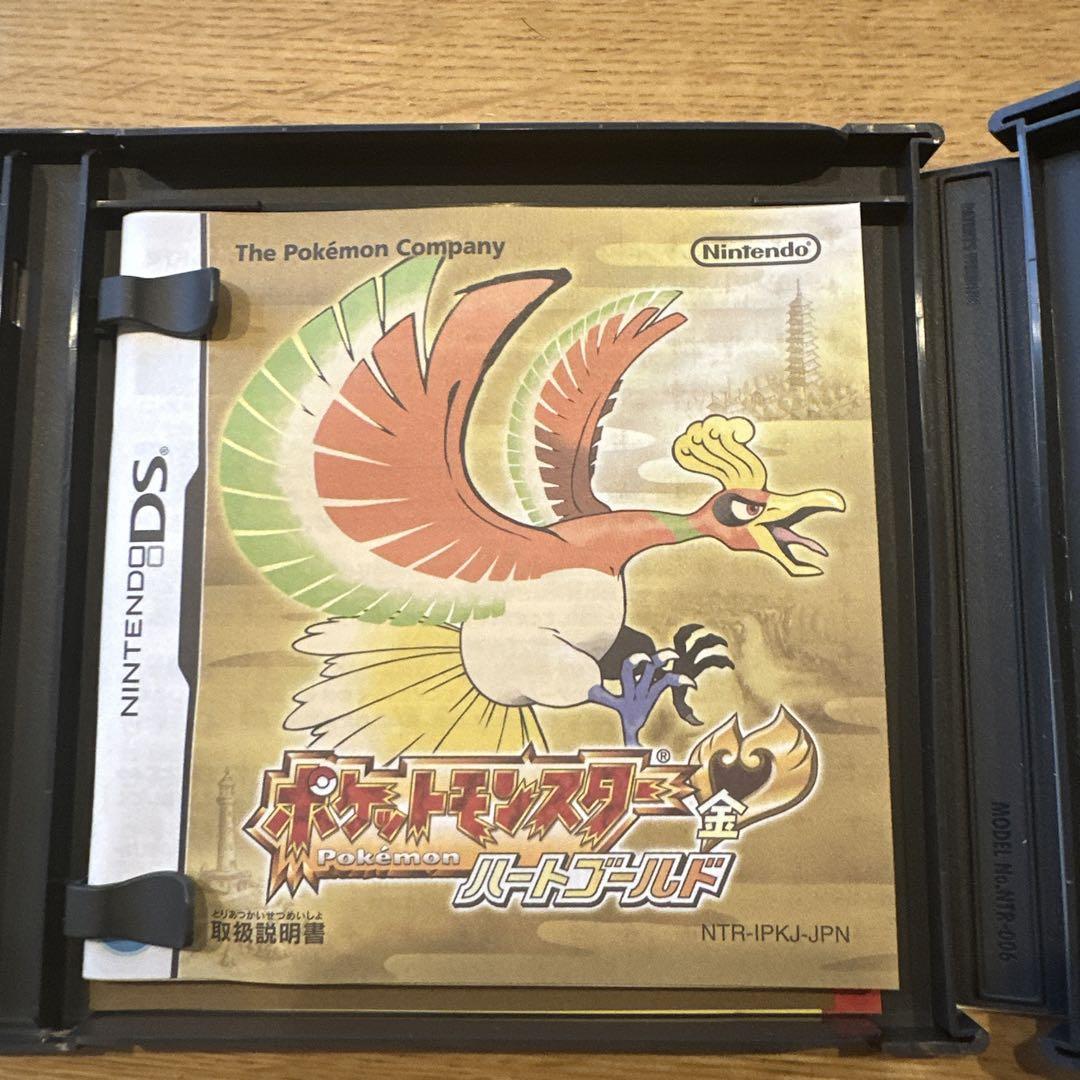 The Pokémon Company
Nintendo®
NINTENDO DS®
ポケットモンスター®
金
Pokémon
ハートゴールド
とりあつかいせつめいしょ
取扱説明書
NTR-IPKJ-JPN
MODEL No.NTR-006